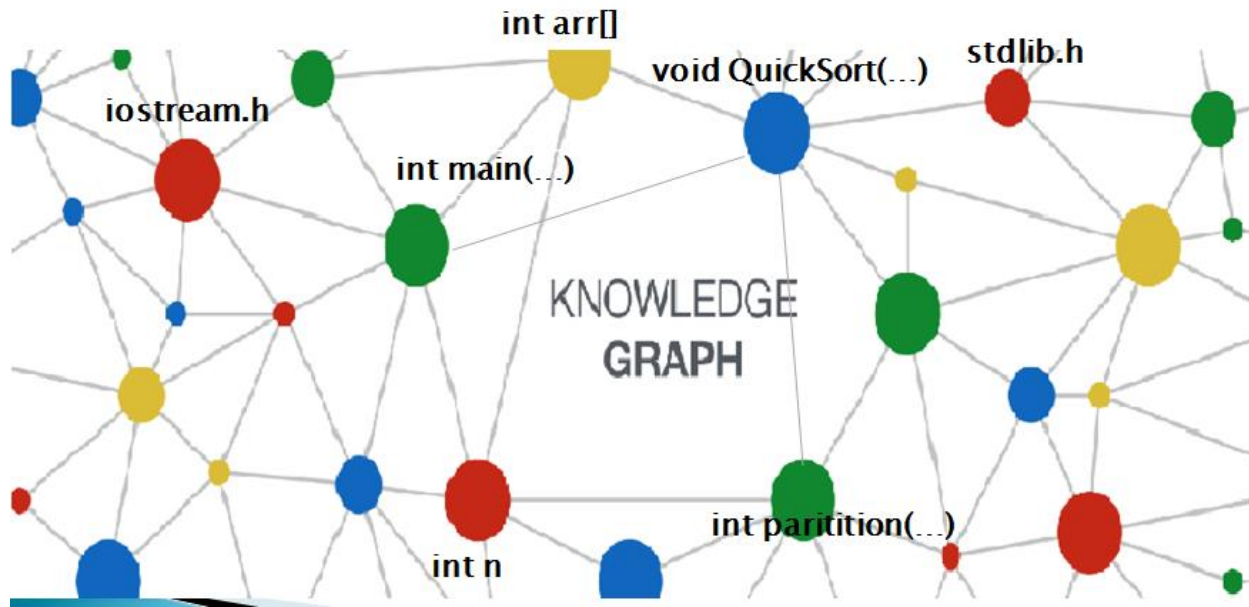 int arr[]
void QuickSort(...)
stdlib.h
iostream.h
int main(...)
KNOWLEDGE
GRAPH
int paritition(...)
int n